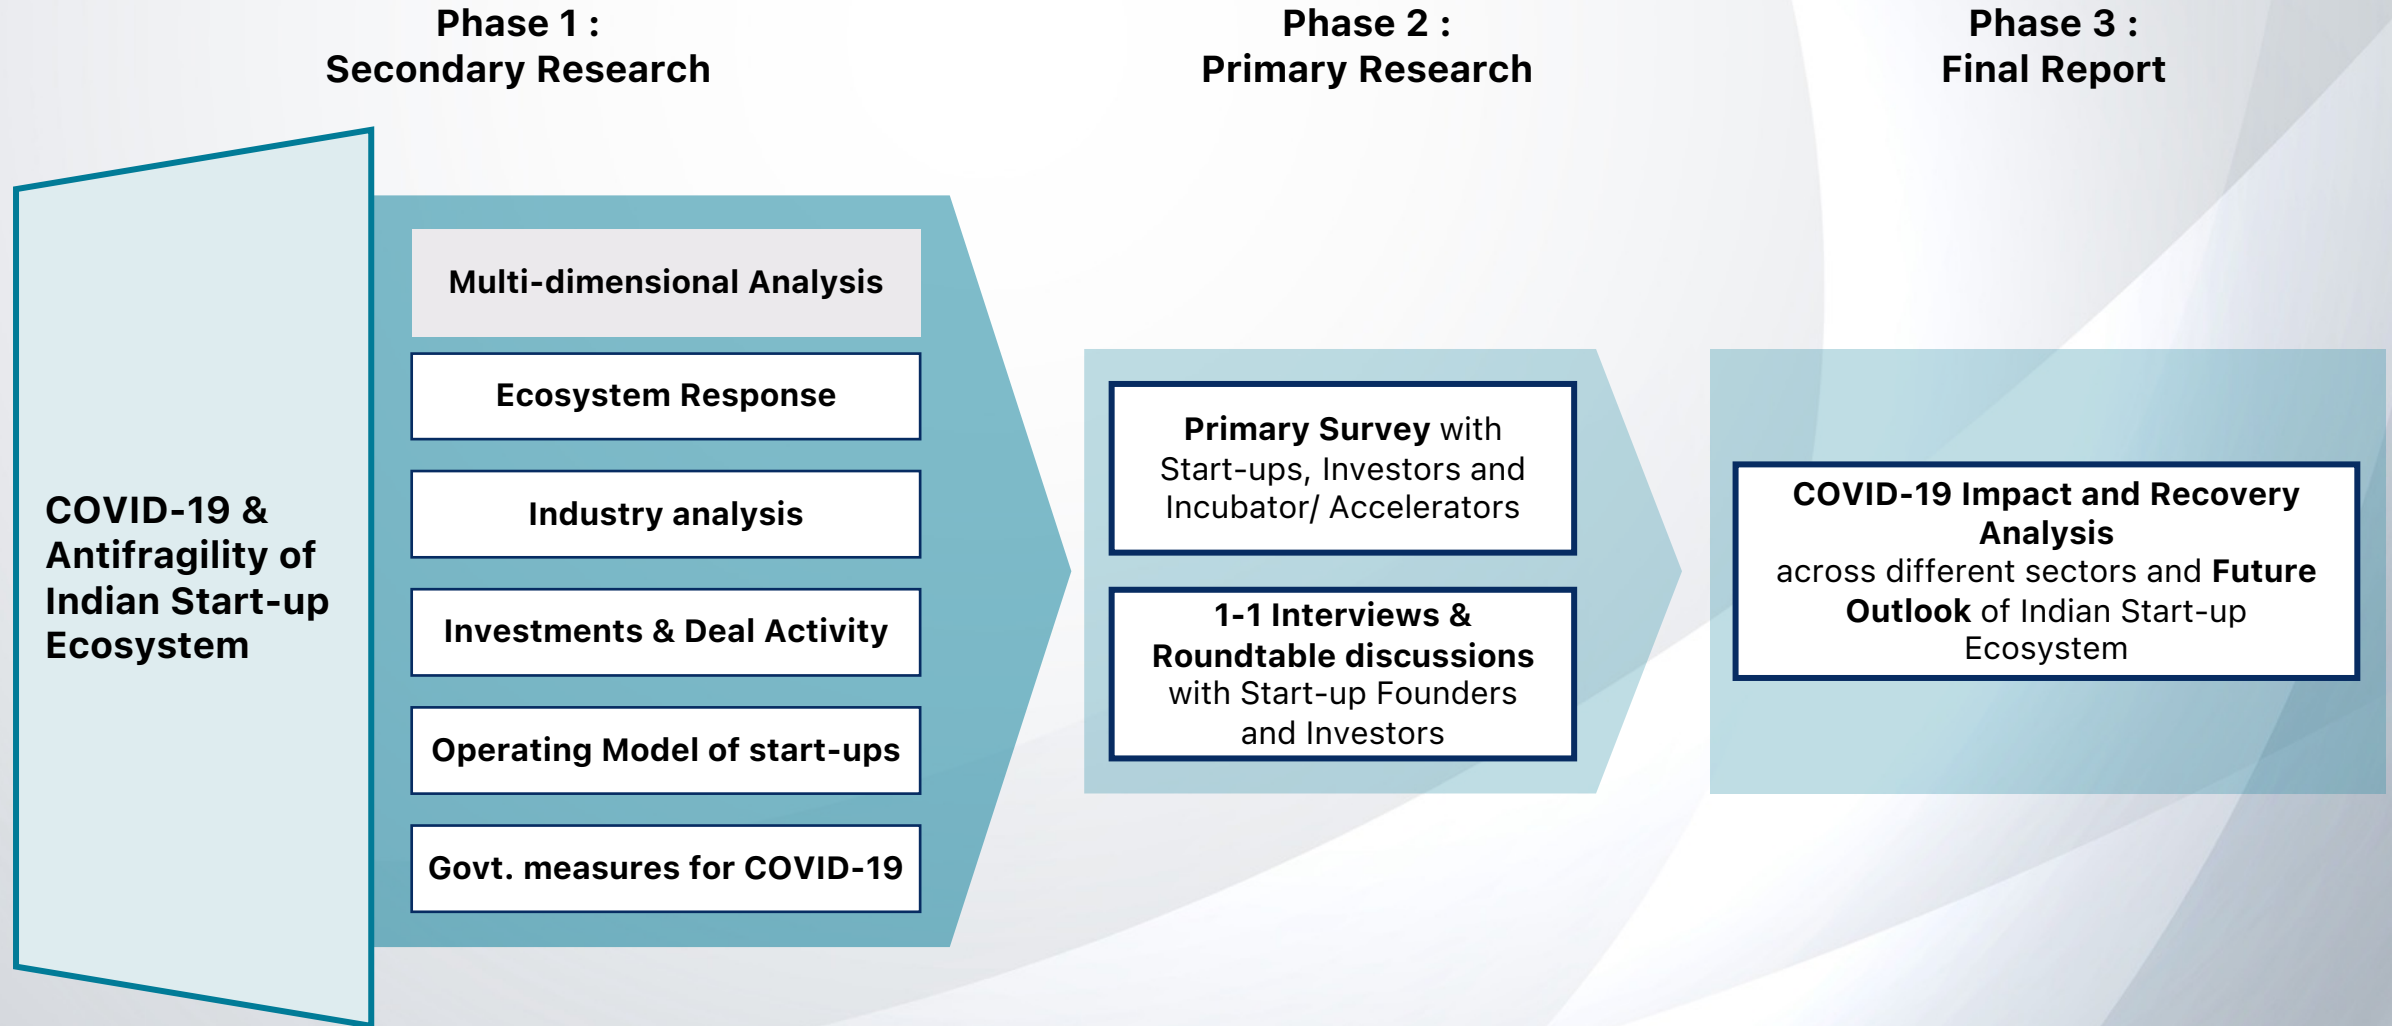 Phase 1 :
Secondary Research
Phase 2 :
Primary Research
Phase 3 :
Final Report
COVID-19 &
Antifragility of
Indian Start-up
Ecosystem
Multi-dimensional Analysis
Ecosystem Response
Industry analysis
Investments & Deal Activity
Operating Model of start-ups
Govt. measures for COVID-19
Primary Survey with
Start-ups, Investors and
Incubator/ Accelerators
1-1 Interviews &
Roundtable discussions
with Start-up Founders
and Investors
COVID-19 Impact and Recovery
Analysis
across different sectors and Future
Outlook of Indian Start-up
Ecosystem